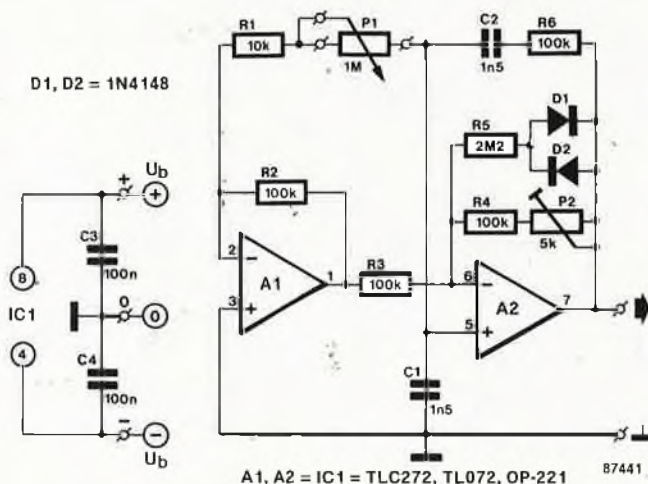 R1
10k
P1
1M
C2
1n5
R6
100k
D1, D2 = 1N4148
R5
2M2
D1
D2
R2
100k
R4
100k
P2
5k
+
Ub
+
C3
100n
8
IC1
4
0
0
C4
100n
–
–
Ub
2
–
3
+
A1
1
R3
100k
6
–
5
+
A2
7
C1
1n5
A1, A2 = IC1 = TLC272, TL072, OP-221
87441